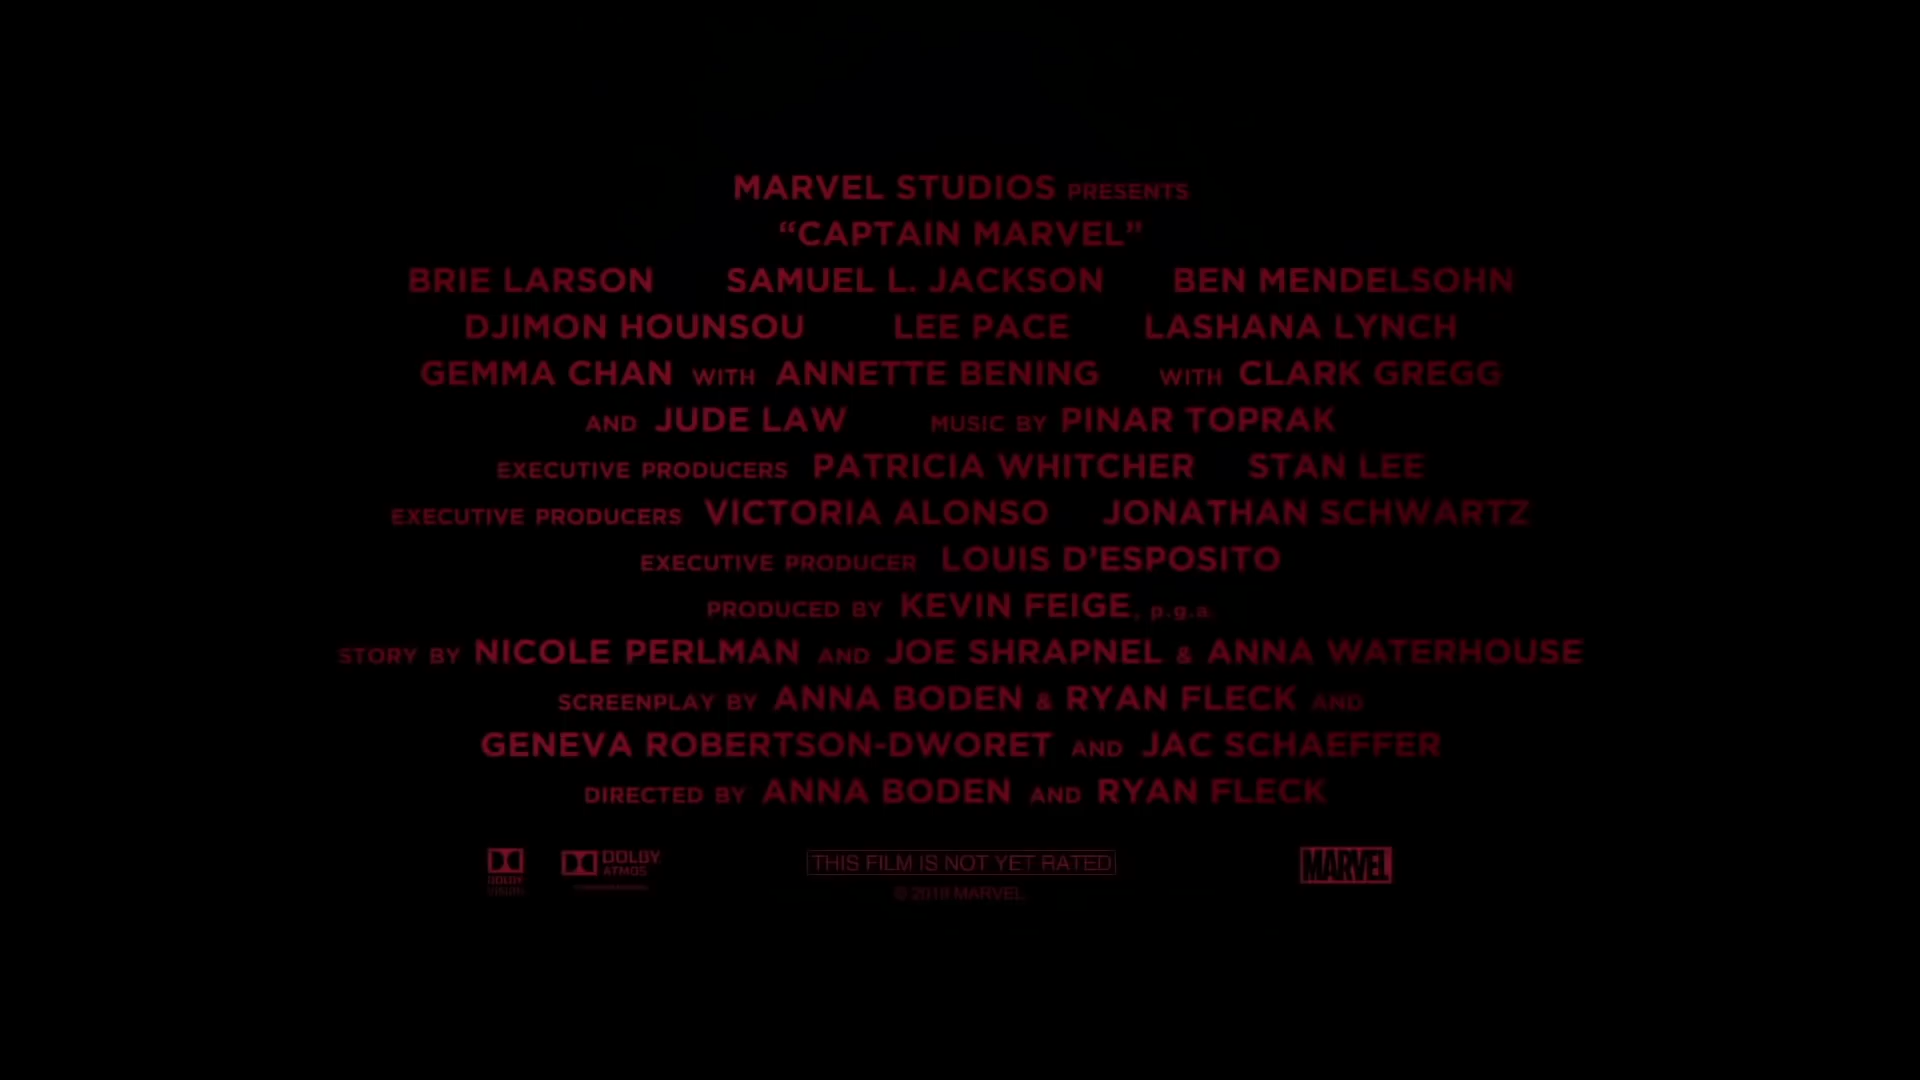 MARVEL STUDIOS PRESENTS
“CAPTAIN MARVEL”
BRIE LARSON SAMUEL L. JACKSON BEN MENDELSOHN
DJIMON HOUNSOU LEE PACE LASHANA LYNCH
GEMMA CHAN WITH ANNETTE BENING WITH CLARK GREGG
AND JUDE LAW MUSIC BY PINAR TOPRAK
EXECUTIVE PRODUCERS PATRICIA WHITCHER STAN LEE
EXECUTIVE PRODUCERS VICTORIA ALONSO JONATHAN SCHWARTZ
EXECUTIVE PRODUCER LOUIS D’ESPOSITO
PRODUCED BY KEVIN FEIGE, p.g.a.
STORY BY NICOLE PERLMAN AND JOE SHRAPNEL & ANNA WATERHOUSE
SCREENPLAY BY ANNA BODEN & RYAN FLECK AND
GENEVA ROBERTSON-DWORET AND JAC SCHAEFFER
DIRECTED BY ANNA BODEN AND RYAN FLECK
DOLBY VISION DOLBY ATMOS THIS FILM IS NOT YET RATED MARVEL
© 2018 MARVEL